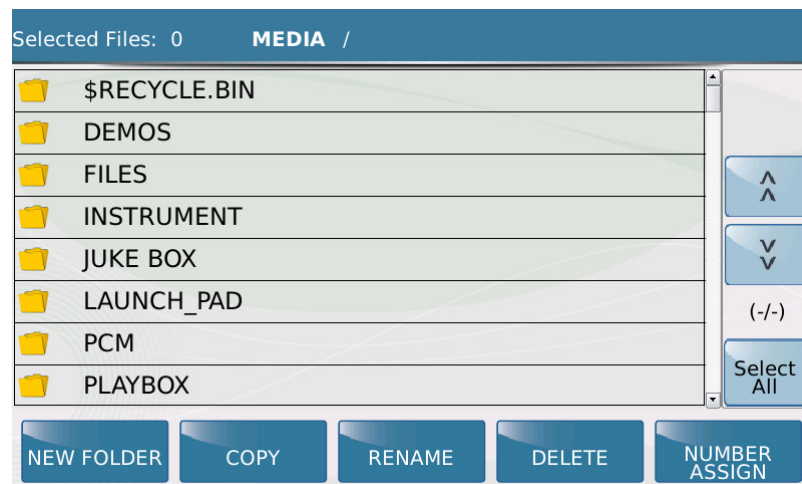 Selected Files: 0 MEDIA /
$RECYCLE.BIN
DEMOS
FILES
INSTRUMENT
JUKE BOX
LAUNCH_PAD
PCM
PLAYBOX
(-/-)
Select
All
NEW FOLDER
COPY
RENAME
DELETE
NUMBER
ASSIGN